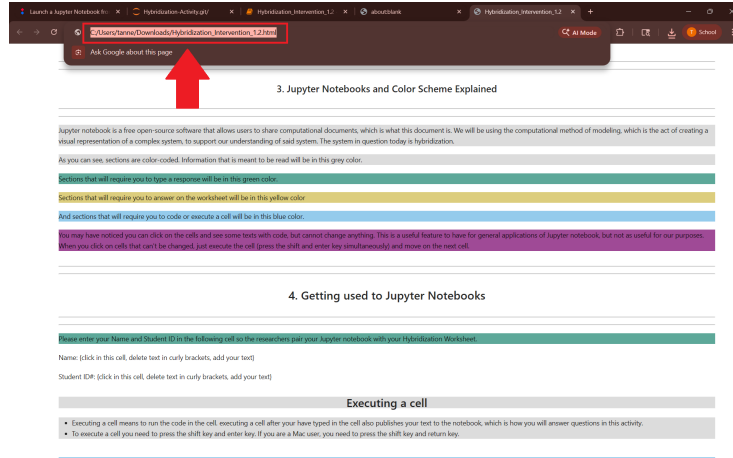 Launch a Jupyter Notebook fro
Hybridization-Activity.git/
Hybridization_Intervention_1.2
about:blank
Hybridization_Intervention_1.2
C:/Users/tanne/Downloads/Hybridization_Intervention_1.2.html
AI Mode
School
Ask Google about this page
3. Jupyter Notebooks and Color Scheme Explained
Jupyter notebook is a free open-source software that allows users to share computational documents, which is what this document is. We will be using the computational method of modeling, which is the act of creating a
visual representation of a complex system, to support our understanding of said system. The system in question today is hybridization.
As you can see, sections are color-coded. Information that is meant to be read will be in this grey color.
Sections that will require you to type a response will be in this green color.
Sections that will require you to answer on the worksheet will be in this yellow color
And sections that will require you to code or execute a cell will be in this blue color.
You may have noticed you can click on the cells and see some texts with code, but cannot change anything. This is a useful feature to have for general applications of Jupyter notebook, but not as useful for our purposes.
When you click on cells that can't be changed, just execute the cell (press the shift and enter key simultaneously) and move on the next cell.
4. Getting used to Jupyter Notebooks
Please enter your Name and Student ID in the following cell so the researchers pair your Jupyter notebook with your Hybridization Worksheet.
Name: {click in this cell, delete text in curly brackets, add your text}
Student ID#: {click in this cell, delete text in curly brackets, add your text}
Executing a cell
• Executing a cell means to run the code in the cell. executing a cell after your have typed in the cell also publishes your text to the notebook, which is how you will answer questions in this activity.
• To execute a cell you need to press the shift key and enter key. If you are a Mac user, you need to press the shift key and return key.